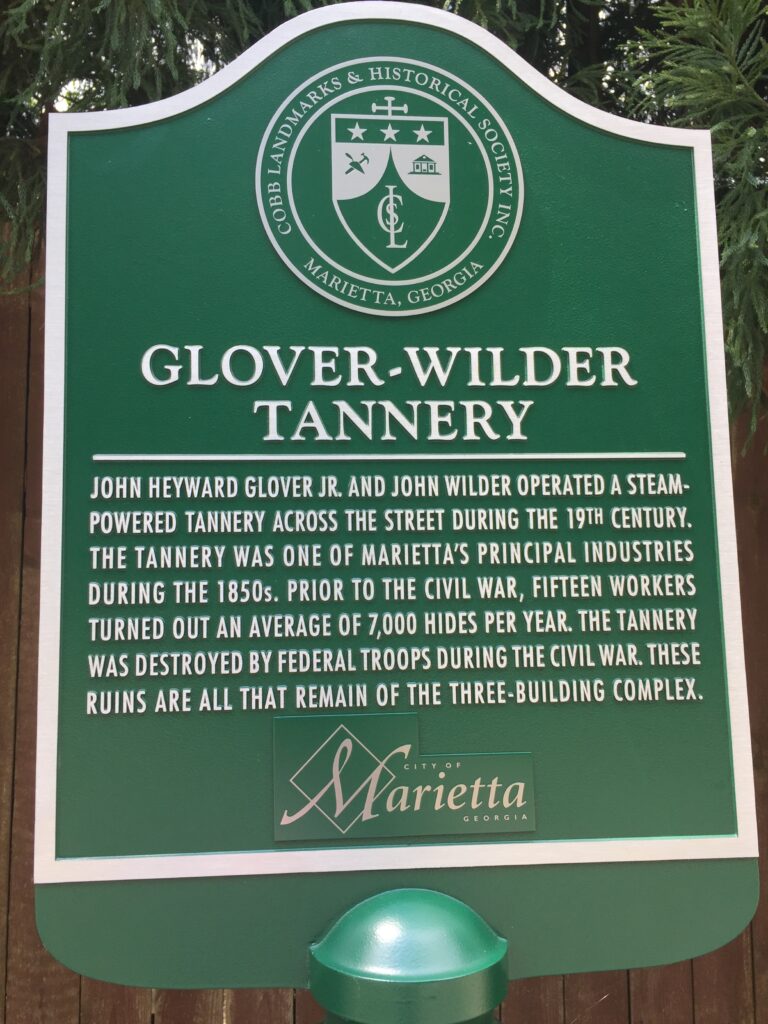 COBB LANDMARKS & HISTORICAL SOCIETY INC.
MARIETTA, GEORGIA
GLOVER-WILDER
TANNERY
JOHN HEYWARD GLOVER JR. AND JOHN WILDER OPERATED A STEAM-
POWERED TANNERY ACROSS THE STREET DURING THE 19TH CENTURY.
THE TANNERY WAS ONE OF MARIETTA'S PRINCIPAL INDUSTRIES
DURING THE 1850s. PRIOR TO THE CIVIL WAR, FIFTEEN WORKERS
TURNED OUT AN AVERAGE OF 7,000 HIDES PER YEAR. THE TANNERY
WAS DESTROYED BY FEDERAL TROOPS DURING THE CIVIL WAR. THESE
RUINS ARE ALL THAT REMAIN OF THE THREE-BUILDING COMPLEX.
CITY OF
Marietta
GEORGIA